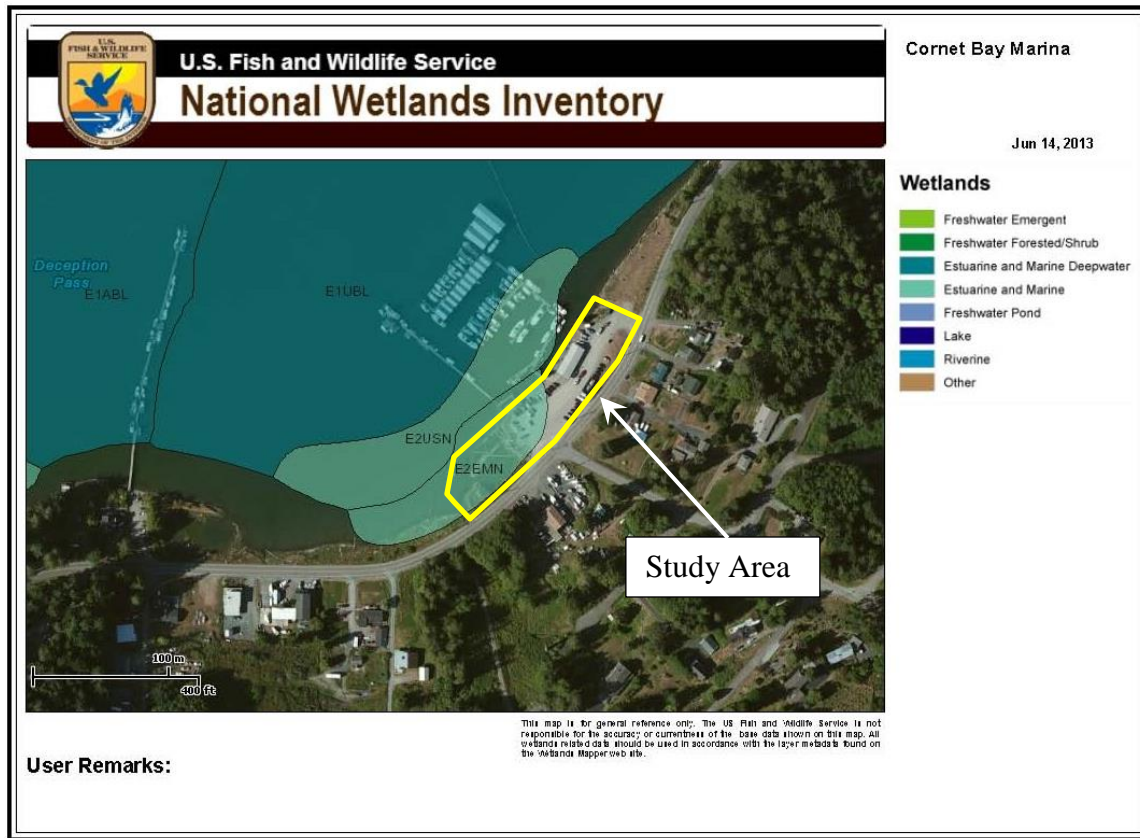 U.S.
FISH & WILDLIFE
SERVICE
DEPARTMENT OF THE INTERIOR
U.S. Fish and Wildlife Service
National Wetlands Inventory
Cornet Bay Marina
Jun 14, 2013
Wetlands
Freshwater Emergent
Freshwater Forested/Shrub
Estuarine and Marine Deepwater
Estuarine and Marine
Freshwater Pond
Lake
Riverine
Other
Deception
Pass
E1ABL
E1UBL
E2USN
E2EMN
Study Area
100 m
400 ft
This map is for general reference only. The US Fish and Wildlife Service is not
responsible for the accuracy or currentness of the base data shown on this map. All
wetlands related data should be used in accordance with the layer metadata found on
the Wetlands Mapper web site.
User Remarks: